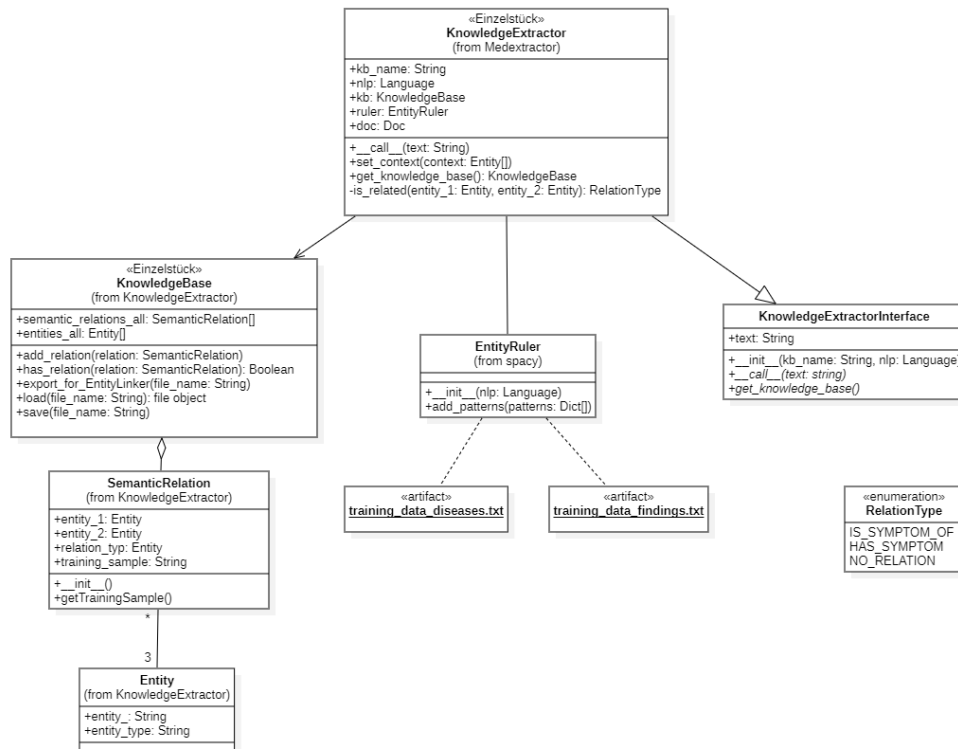 «Einzelstück»
KnowledgeExtractor
(from Medextractor)
+kb_name: String
+nlp: Language
+kb: KnowledgeBase
+ruler: EntityRuler
+doc: Doc
+__call__(text: String)
+set_context(context: Entity[])
+get_knowledge_base(): KnowledgeBase
-is_related(entity_1: Entity, entity_2: Entity): RelationType
«Einzelstück»
KnowledgeBase
(from KnowledgeExtractor)
+semantic_relations_all: SemanticRelation[]
+entities_all: Entity[]
+add_relation(relation: SemanticRelation)
+has_relation(relation: SemanticRelation): Boolean
+export_for_EntityLinker(file_name: String)
+load(file_name: String): file object
+save(file_name: String)
EntityRuler
(from spacy)
+__init__(nlp: Language)
+add_patterns(patterns: Dict[])
KnowledgeExtractorInterface
+text: String
+__init__(kb_name: String, nlp: Language)
+__call__(text: string)
+get_knowledge_base()
SemanticRelation
(from KnowledgeExtractor)
+entity_1: Entity
+entity_2: Entity
+relation_typ: Entity
+training_sample: String
+__init__()
+getTrainingSample()
«artifact»
training_data_diseases.txt
«artifact»
training_data_findings.txt
«enumeration»
RelationType
IS_SYMPTOM_OF
HAS_SYMPTOM
NO_RELATION
*
3
Entity
(from KnowledgeExtractor)
+entity_: String
+entity_type: String